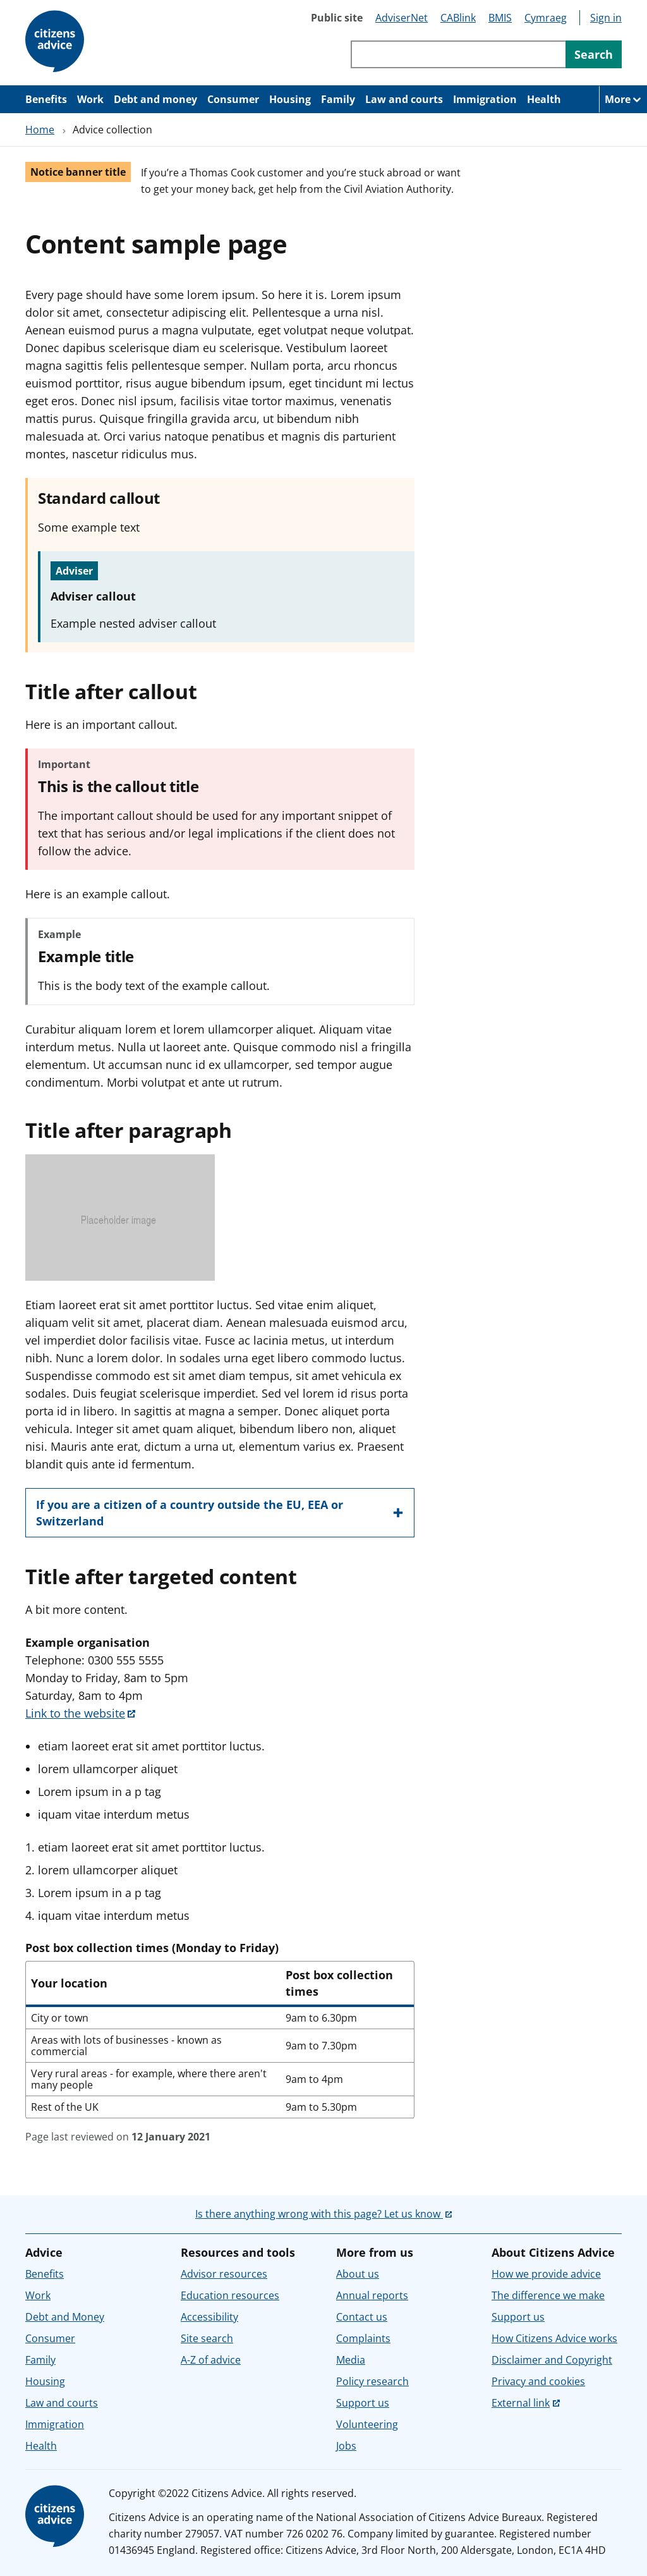 citizens
advice
Public site AdviserNet CABlink BMIS Cymraeg Sign in
Search
Benefits Work Debt and money Consumer Housing Family Law and courts Immigration Health More
Home › Advice collection
Notice banner title
If you’re a Thomas Cook customer and you’re stuck abroad or want
to get your money back, get help from the Civil Aviation Authority.
Content sample page
Every page should have some lorem ipsum. So here it is. Lorem ipsum
dolor sit amet, consectetur adipiscing elit. Pellentesque a urna nisl.
Aenean euismod purus a magna vulputate, eget volutpat neque volutpat.
Donec dapibus scelerisque diam eu scelerisque. Vestibulum laoreet
magna sagittis felis pellentesque semper. Nullam porta, arcu rhoncus
euismod porttitor, risus augue bibendum ipsum, eget tincidunt mi lectus
eget eros. Donec nisl ipsum, facilisis vitae tortor maximus, venenatis
mattis purus. Quisque fringilla gravida arcu, ut bibendum nibh
malesuada at. Orci varius natoque penatibus et magnis dis parturient
montes, nascetur ridiculus mus.
Standard callout
Some example text
Adviser
Adviser callout
Example nested adviser callout
Title after callout
Here is an important callout.
Important
This is the callout title
The important callout should be used for any important snippet of
text that has serious and/or legal implications if the client does not
follow the advice.
Here is an example callout.
Example
Example title
This is the body text of the example callout.
Curabitur aliquam lorem et lorem ullamcorper aliquet. Aliquam vitae
interdum metus. Nulla ut laoreet ante. Quisque commodo nisl a fringilla
elementum. Ut accumsan nunc id ex ullamcorper, sed tempor augue
condimentum. Morbi volutpat et ante ut rutrum.
Title after paragraph
Placeholder image
Etiam laoreet erat sit amet porttitor luctus. Sed vitae enim aliquet,
aliquam velit sit amet, placerat diam. Aenean malesuada euismod arcu,
vel imperdiet dolor facilisis vitae. Fusce ac lacinia metus, ut interdum
nibh. Nunc a lorem dolor. In sodales urna eget libero commodo luctus.
Suspendisse commodo est sit amet diam tempus, sit amet vehicula ex
sodales. Duis feugiat scelerisque imperdiet. Sed vel lorem id risus porta
porta id in libero. In sagittis at magna a semper. Donec aliquet porta
vehicula. Integer sit amet quam aliquet, bibendum libero non, aliquet
nisi. Mauris ante erat, dictum a urna ut, elementum varius ex. Praesent
blandit quis ante id fermentum.
If you are a citizen of a country outside the EU, EEA or
Switzerland
Title after targeted content
A bit more content.
Example organisation
Telephone: 0300 555 5555
Monday to Friday, 8am to 5pm
Saturday, 8am to 4pm
Link to the website
• etiam laoreet erat sit amet porttitor luctus.
• lorem ullamcorper aliquet
• Lorem ipsum in a p tag
• iquam vitae interdum metus
1. etiam laoreet erat sit amet porttitor luctus.
2. lorem ullamcorper aliquet
3. Lorem ipsum in a p tag
4. iquam vitae interdum metus
Post box collection times (Monday to Friday)
Your location
Post box collection
times
City or town 9am to 6.30pm
Areas with lots of businesses - known as
commercial
9am to 7.30pm
Very rural areas - for example, where there aren't
many people
9am to 4pm
Rest of the UK 9am to 5.30pm
Page last reviewed on 12 January 2021
Is there anything wrong with this page? Let us know
Advice
Benefits
Work
Debt and Money
Consumer
Family
Housing
Law and courts
Immigration
Health
Resources and tools
Advisor resources
Education resources
Accessibility
Site search
A-Z of advice
More from us
About us
Annual reports
Contact us
Complaints
Media
Policy research
Support us
Volunteering
Jobs
About Citizens Advice
How we provide advice
The difference we make
Support us
How Citizens Advice works
Disclaimer and Copyright
Privacy and cookies
External link
citizens
advice
Copyright ©2022 Citizens Advice. All rights reserved.
Citizens Advice is an operating name of the National Association of Citizens Advice Bureaux. Registered
charity number 279057. VAT number 726 0202 76. Company limited by guarantee. Registered number
01436945 England. Registered office: Citizens Advice, 3rd Floor North, 200 Aldersgate, London, EC1A 4HD